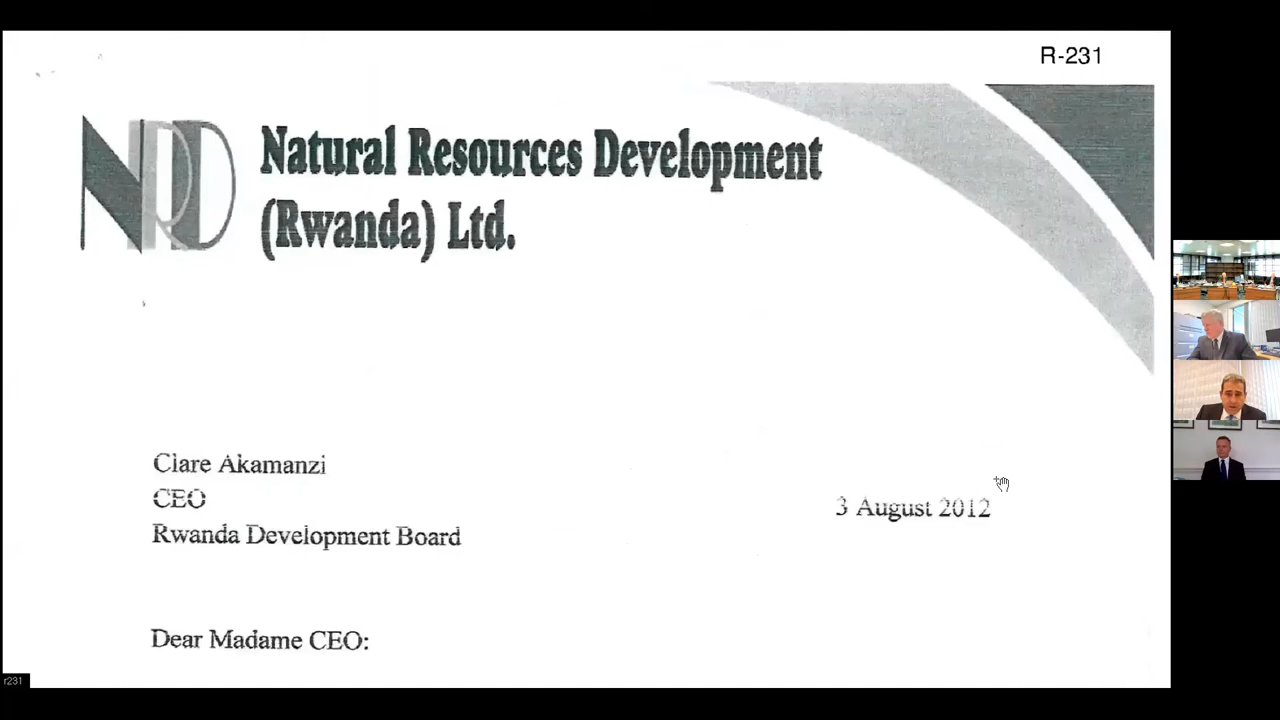 R-231
NRD
Natural Resources Development
(Rwanda) Ltd.
Clare Akamanzi
CEO
3 August 2012
Rwanda Development Board
Dear Madame CEO:
r231